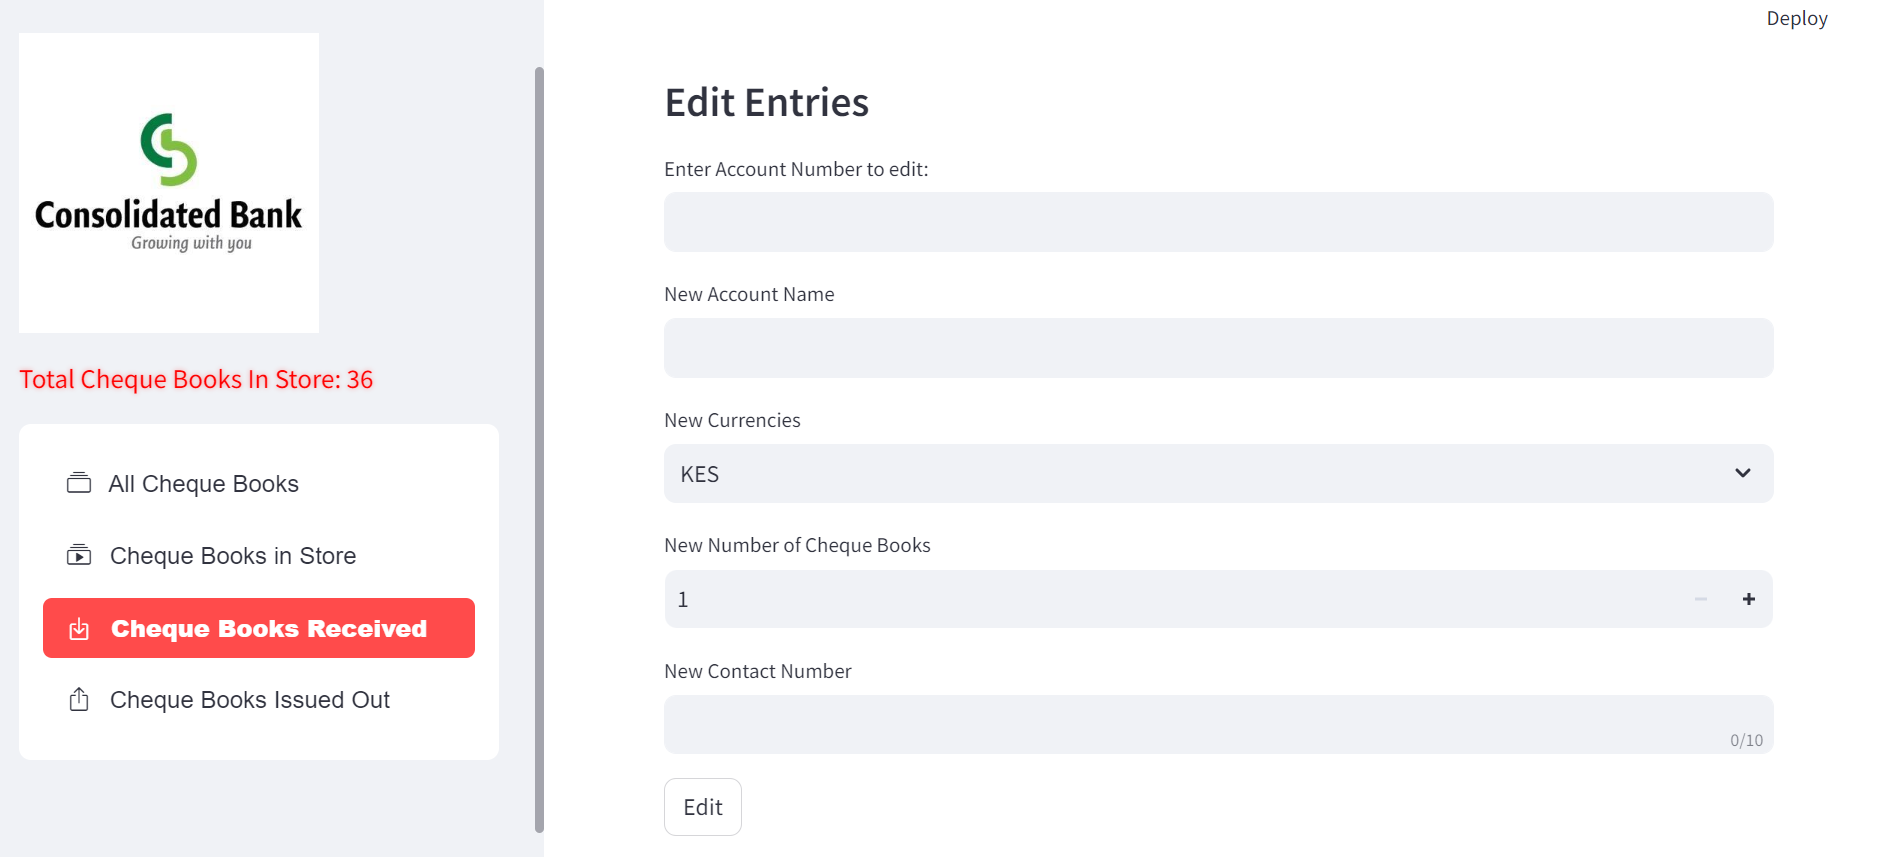 Deploy
Consolidated Bank
Growing with you
Total Cheque Books In Store: 36
All Cheque Books
Cheque Books in Store
Cheque Books Received
Cheque Books Issued Out
Edit Entries
Enter Account Number to edit:
New Account Name
New Currencies
KES
New Number of Cheque Books
1
New Contact Number
0/10
Edit